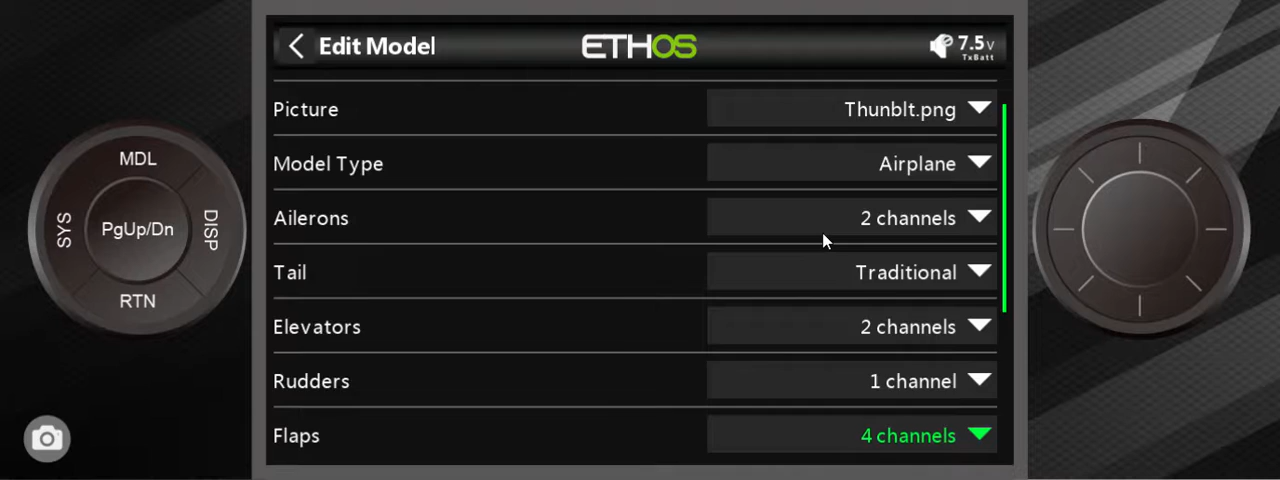 Edit Model
ETHOS
7.5V
TxBatt
Picture
Thunblt.png
Model Type
Airplane
Ailerons
2 channels
Tail
Traditional
Elevators
2 channels
Rudders
1 channel
Flaps
4 channels
MDL
SYS
PgUp/Dn
DISP
RTN